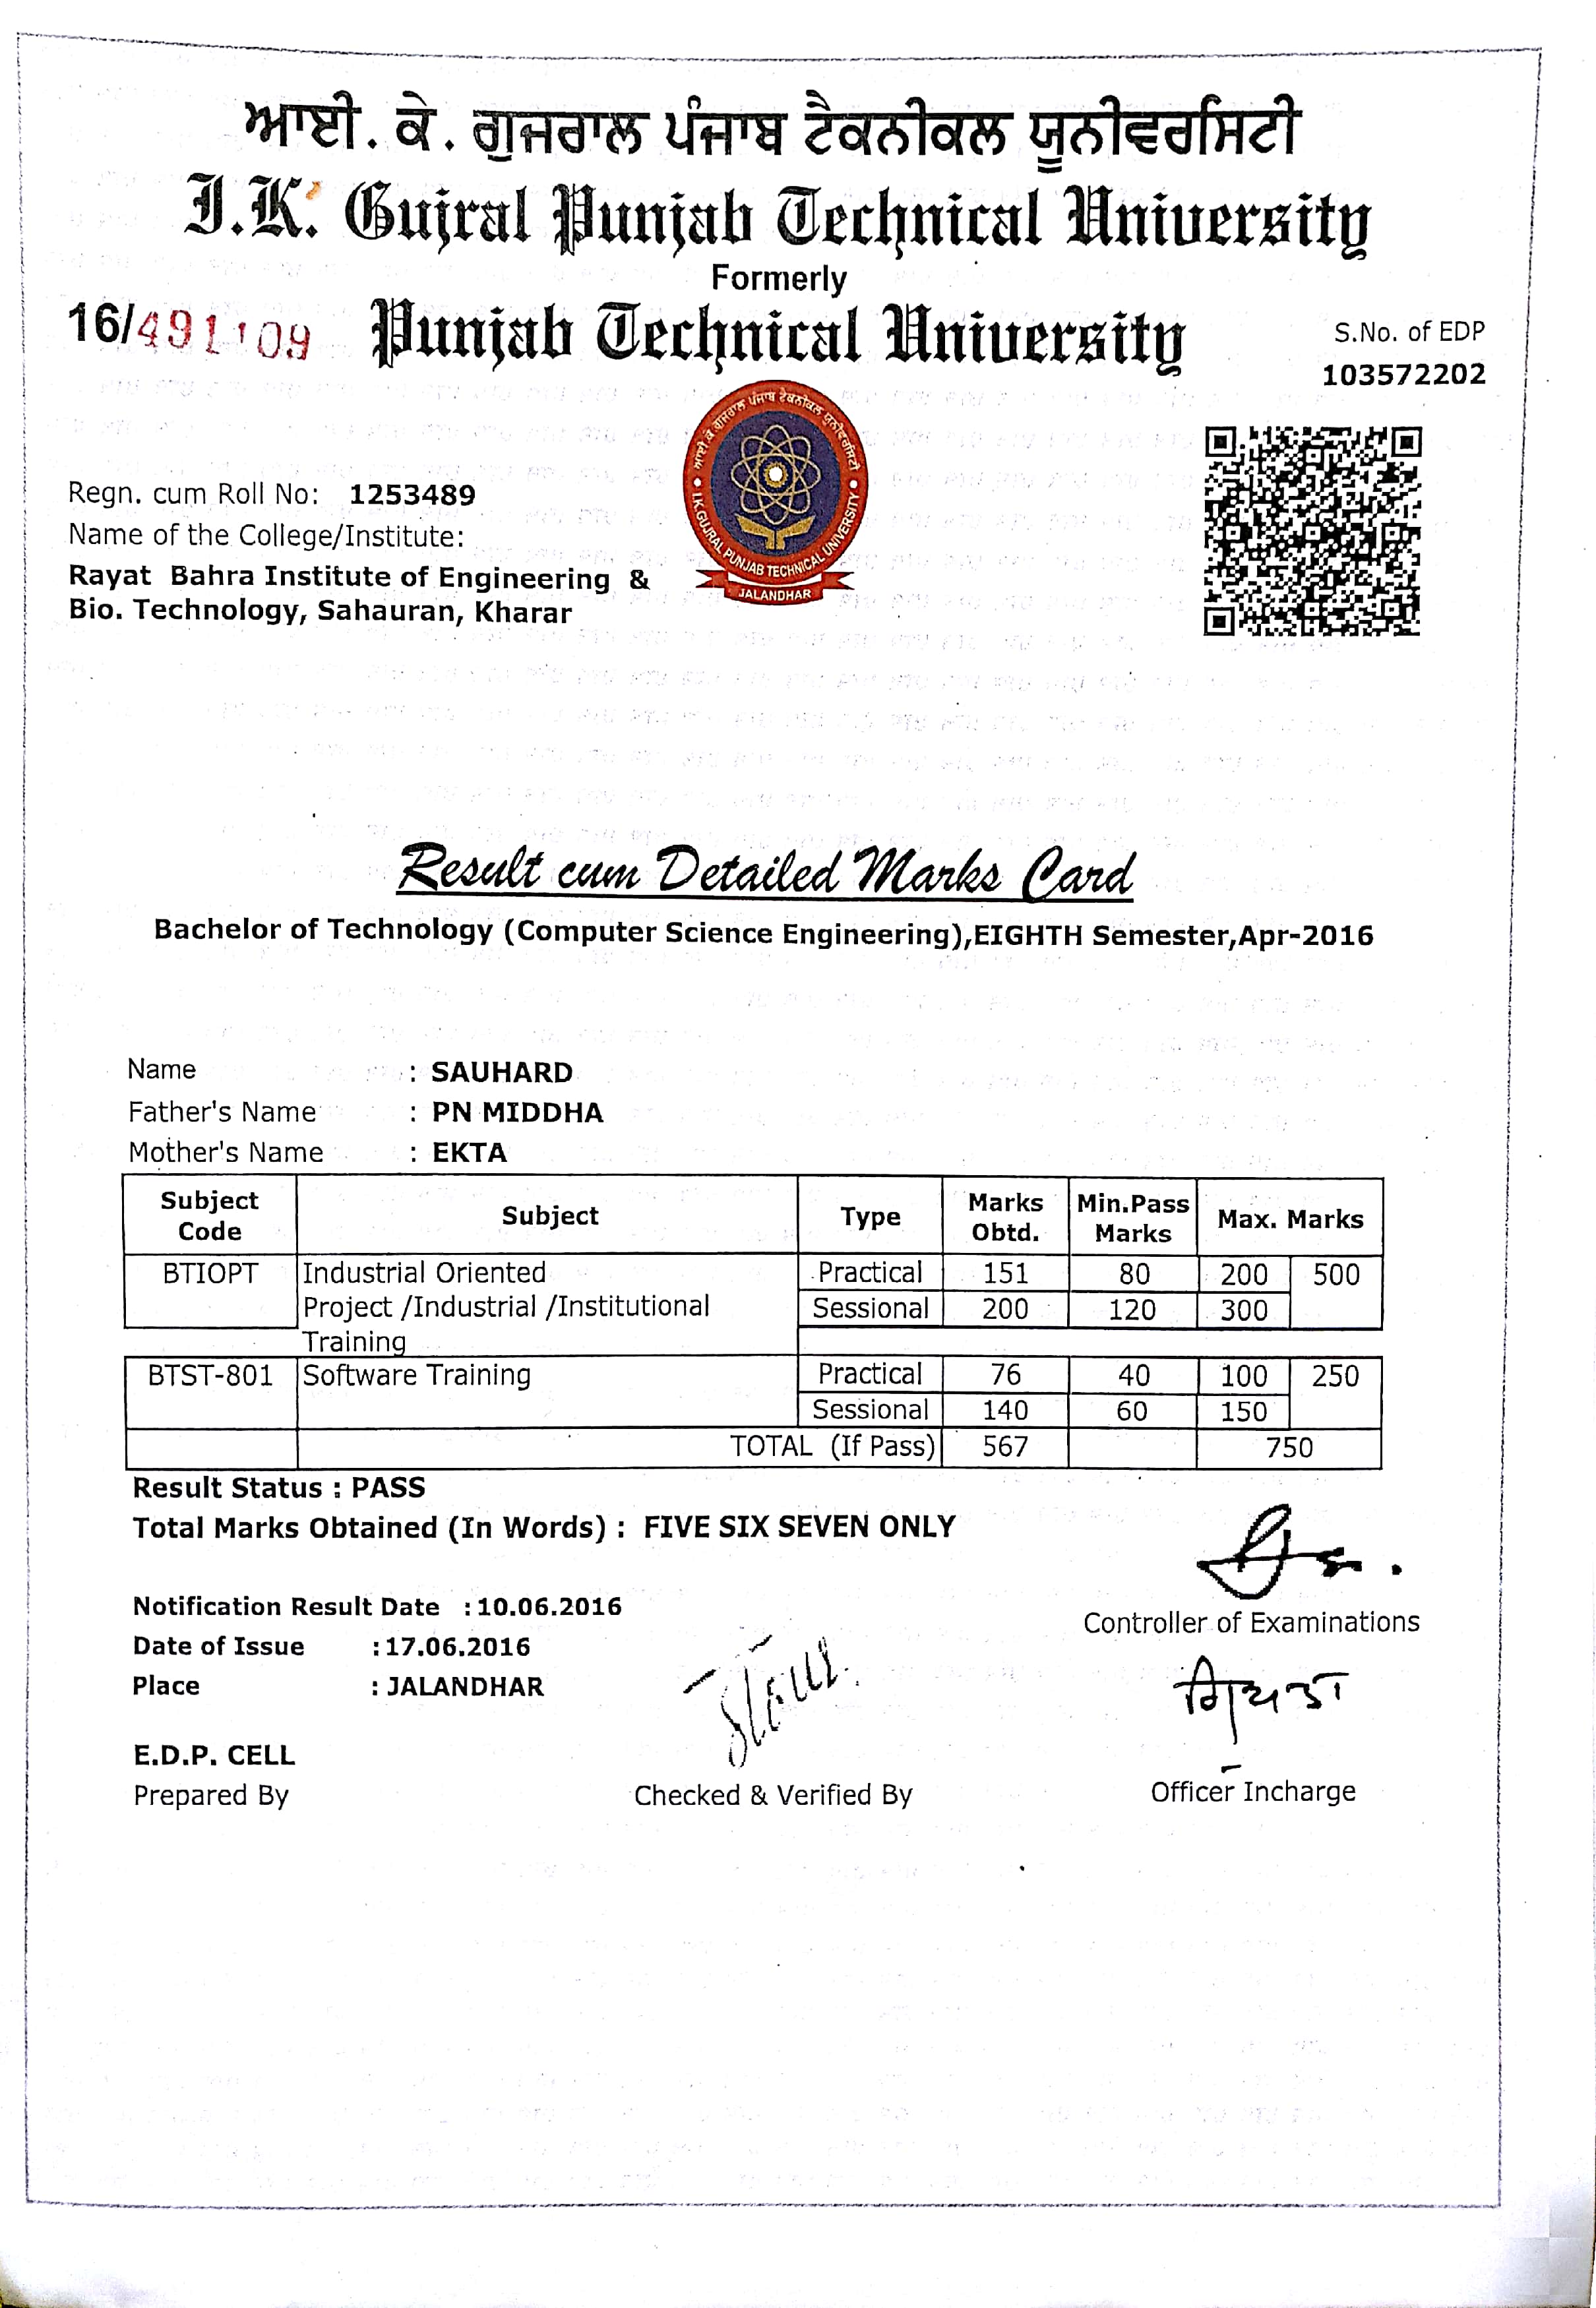 ਆਈ. ਕੇ. ਗੁਜਰਾਲ ਪੰਜਾਬ ਟੈਕਨੀਕਲ ਯੂਨੀਵਰਸਿਟੀ
I.K. Gujral Punjab Technical University
Formerly
16/491109 Punjab Technical University
S.No. of EDP
103572202
ਆਈ.ਕੇ.ਗੁਜਰਾਲ ਪੰਜਾਬ ਟੈਕਨੀਕਲ ਯੂਨੀਵਰਸਿਟੀ
I.K.GUJRAL PUNJAB TECHNICAL UNIVERSITY
JALANDHAR
Regn. cum Roll No: 1253489
Name of the College/Institute:
Rayat Bahra Institute of Engineering &
Bio. Technology, Sahauran, Kharar
Result cum Detailed Marks Card
Bachelor of Technology (Computer Science Engineering),EIGHTH Semester,Apr-2016
Name : SAUHARD
Father's Name : PN MIDDHA
Mother's Name : EKTA
Subject Code Subject Type Marks Obtd. Min.Pass Marks Max. Marks
BTIOPT Industrial Oriented Practical 151 80 200 500
Project /Industrial /Institutional Sessional 200 120 300
Training
BTST-801 Software Training Practical 76 40 100 250
Sessional 140 60 150
TOTAL (If Pass) 567 750
Result Status : PASS
Total Marks Obtained (In Words) : FIVE SIX SEVEN ONLY
Notification Result Date : 10.06.2016
Date of Issue : 17.06.2016
Place : JALANDHAR
Controller of Examinations
E.D.P. CELL
Prepared By
Checked & Verified By
Officer Incharge